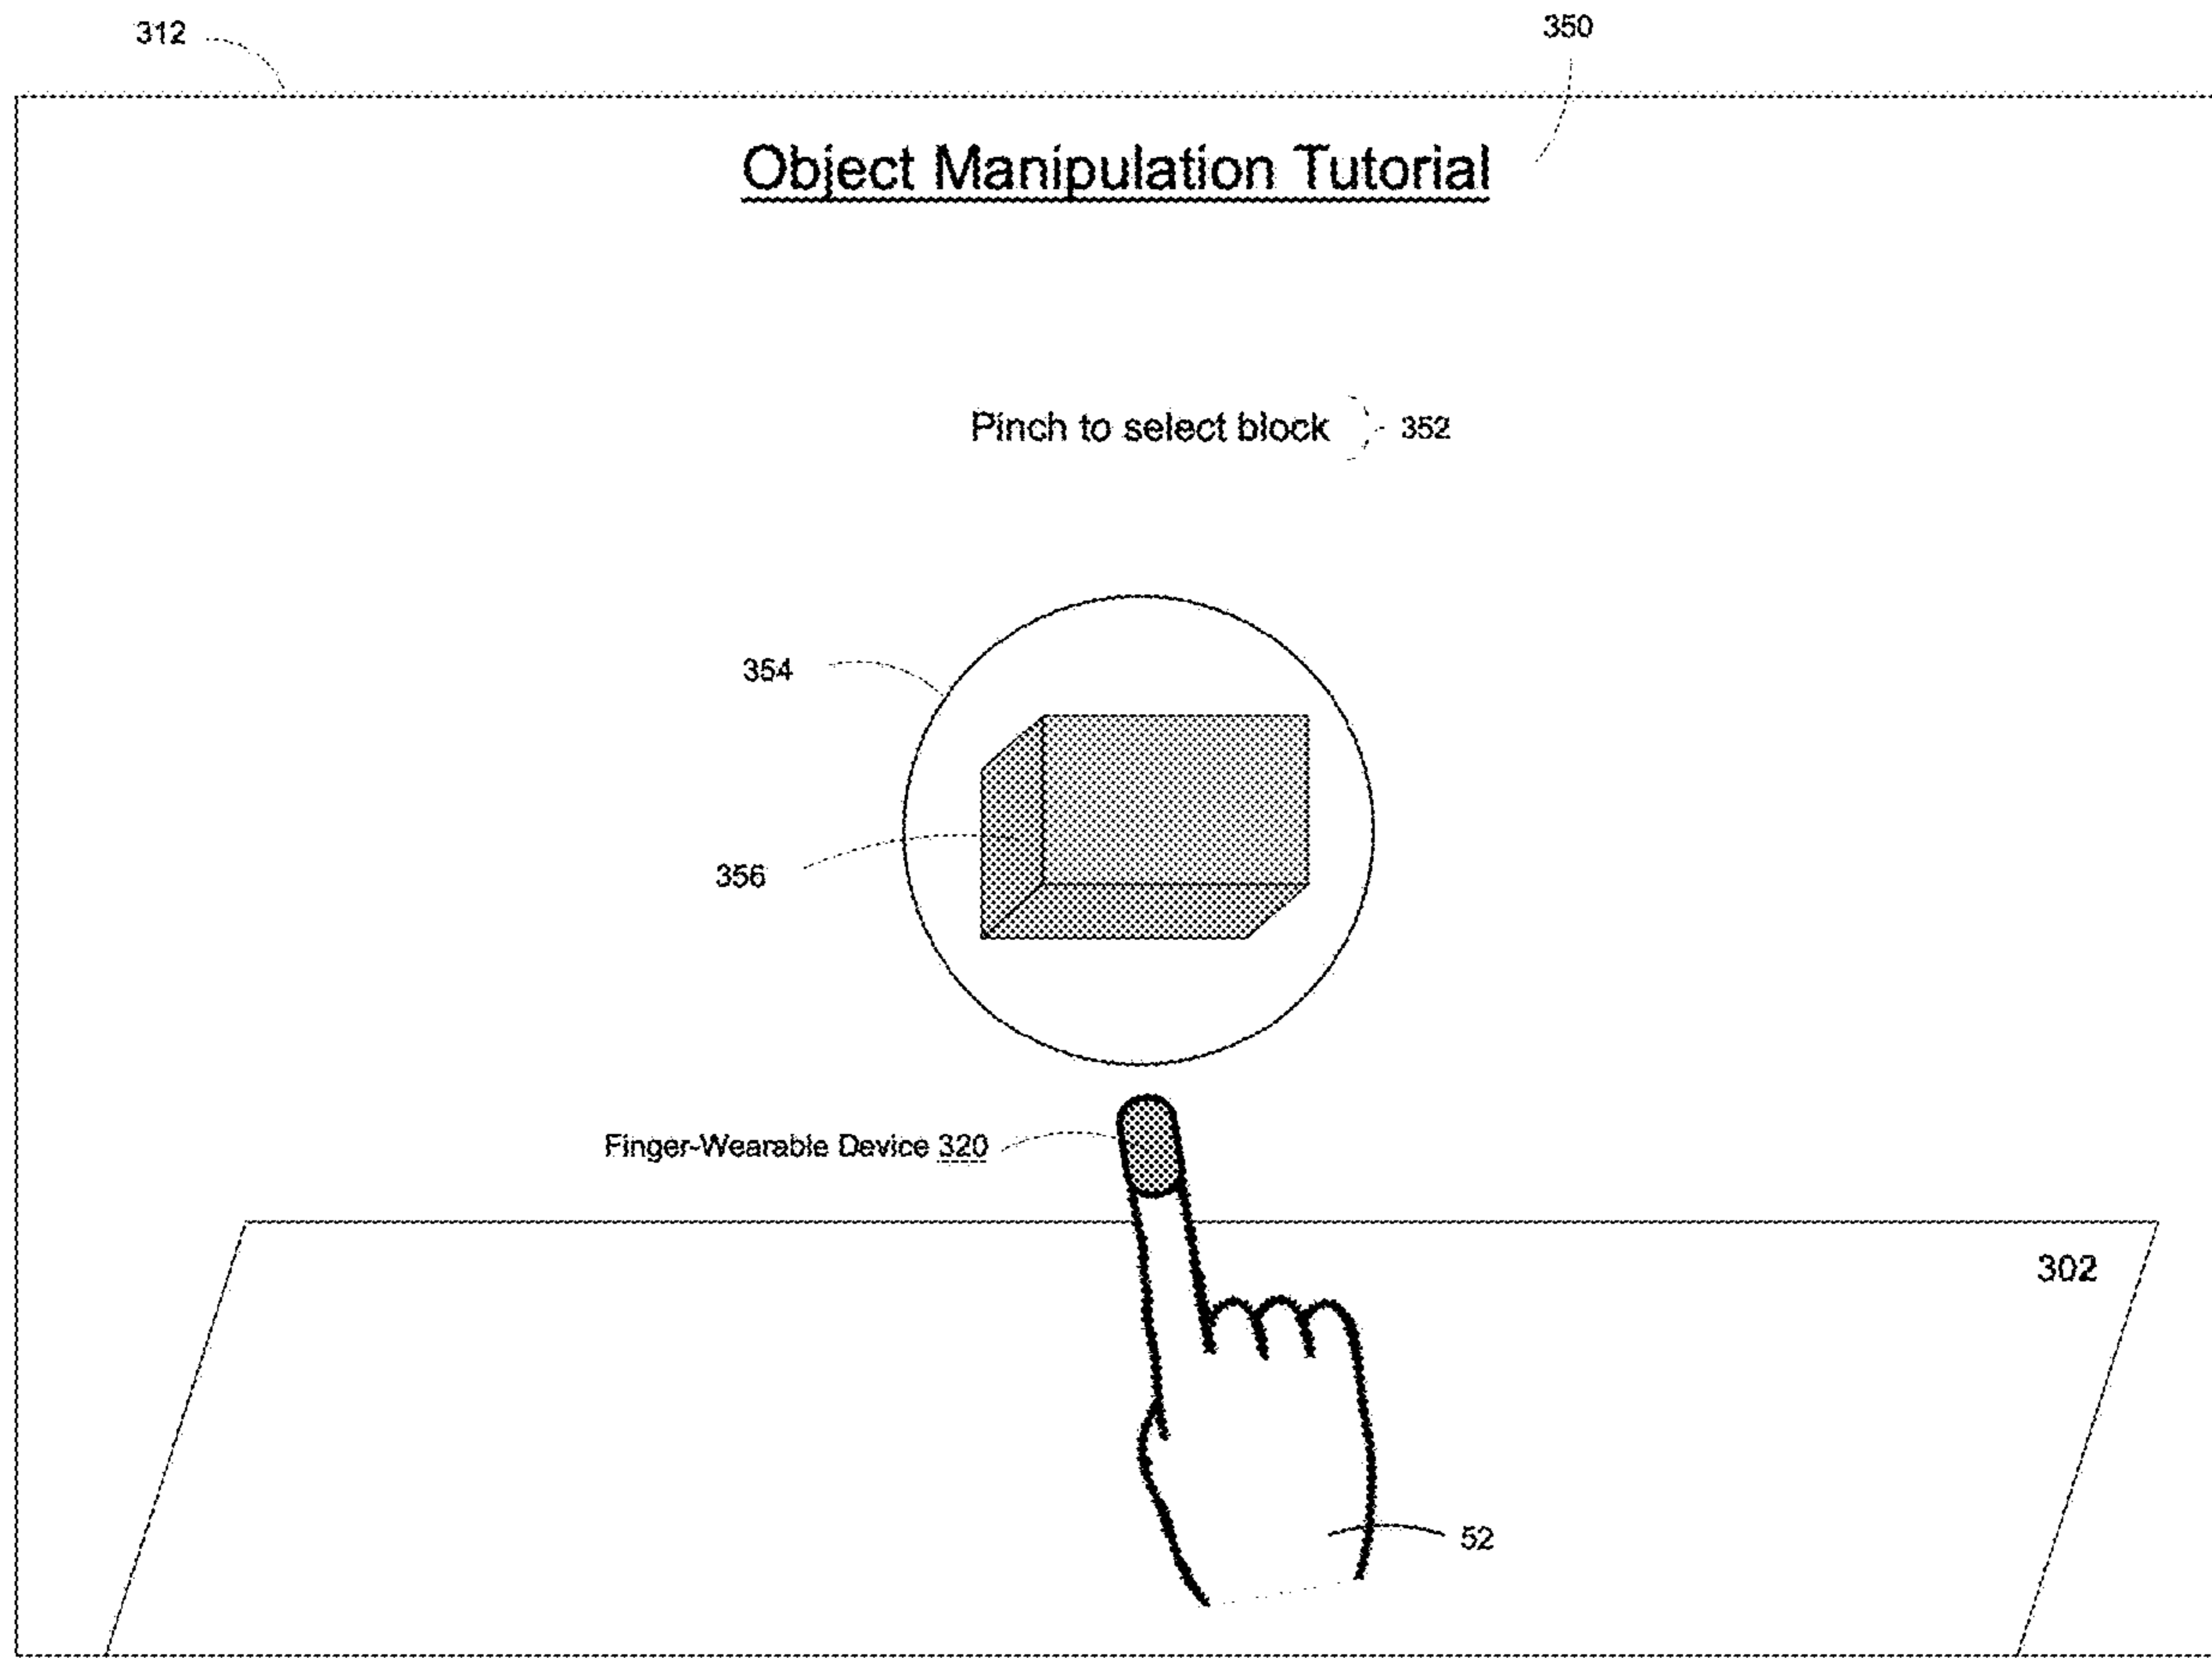 312
350
Object Manipulation Tutorial
Pinch to select block 352
354
356
Finger-Wearable Device 320
302
52